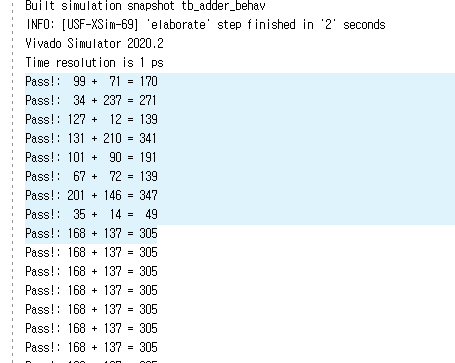 Built simulation snapshot tb_adder_behav
INFO: [USF-XSim-69] 'elaborate' step finished in '2' seconds
Vivado Simulator 2020.2
Time resolution is 1 ps
Pass!:  99 +  71 = 170
Pass!:  34 + 237 = 271
Pass!: 127 +  12 = 139
Pass!: 131 + 210 = 341
Pass!: 101 +  90 = 191
Pass!:  67 +  72 = 139
Pass!: 201 + 146 = 347
Pass!:  35 +  14 =  49
Pass!: 168 + 137 = 305
Pass!: 168 + 137 = 305
Pass!: 168 + 137 = 305
Pass!: 168 + 137 = 305
Pass!: 168 + 137 = 305
Pass!: 168 + 137 = 305
Pass!: 168 + 137 = 305